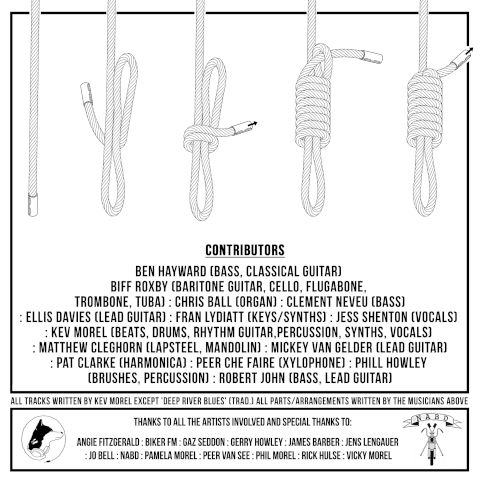 CONTRIBUTORS
BEN HAYWARD (BASS, CLASSICAL GUITAR)
BIFF ROXBY (BARITONE GUITAR, CELLO, FLUGABONE,
TROMBONE, TUBA) : CHRIS BALL (ORGAN) : CLEMENT NEVEU (BASS)
: ELLIS DAVIES (LEAD GUITAR) : FRAN LYDIATT (KEYS/SYNTHS) : JESS SHENTON (VOCALS)
: KEV MOREL (BEATS, DRUMS, RHYTHM GUITAR,PERCUSSION, SYNTHS, VOCALS)
: MATTHEW CLEGHORN (LAPSTEEL, MANDOLIN) : MICKEY VAN GELDER (LEAD GUITAR)
: PAT CLARKE (HARMONICA) : PEER CHE FAIRE (XYLOPHONE) : PHILL HOWLEY
(BRUSHES, PERCUSSION) : ROBERT JOHN (BASS, LEAD GUITAR)
ALL TRACKS WRITTEN BY KEV MOREL EXCEPT 'DEEP RIVER BLUES' (TRAD.) ALL PARTS/ARRANGEMENTS WRITTEN BY THE MUSICIANS ABOVE
THANKS TO ALL THE ARTISTS INVOLVED AND SPECIAL THANKS TO:
ANGIE FITZGERALD : BIKER FM : GAZ SEDDON : GERRY HOWLEY : JAMES BARBER : JENS LENGAUER
: JO BELL : NABD : PAMELA MOREL : PEER VAN SEE : PHIL MOREL : RICK HULSE : VICKY MOREL
NABD